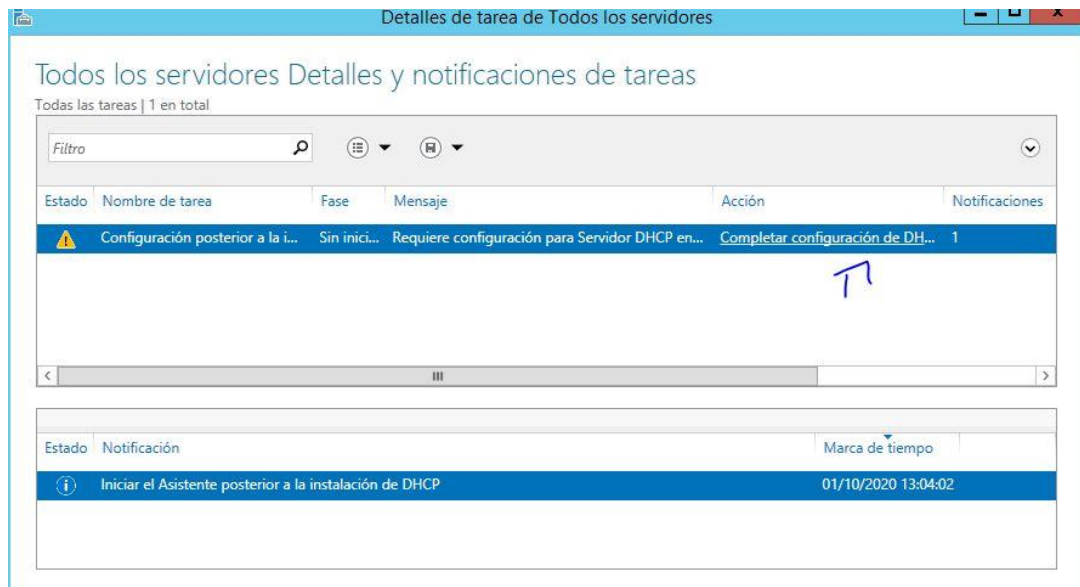 Detalles de tarea de Todos los servidores
Todos los servidores Detalles y notificaciones de tareas
Todas las tareas | 1 en total
Filtro
Estado Nombre de tarea Fase Mensaje Acción Notificaciones
Configuración posterior a la i... Sin inici... Requiere configuración para Servidor DHCP en... Completar configuración de DH... 1
Estado Notificación Marca de tiempo
Iniciar el Asistente posterior a la instalación de DHCP 01/10/2020 13:04:02